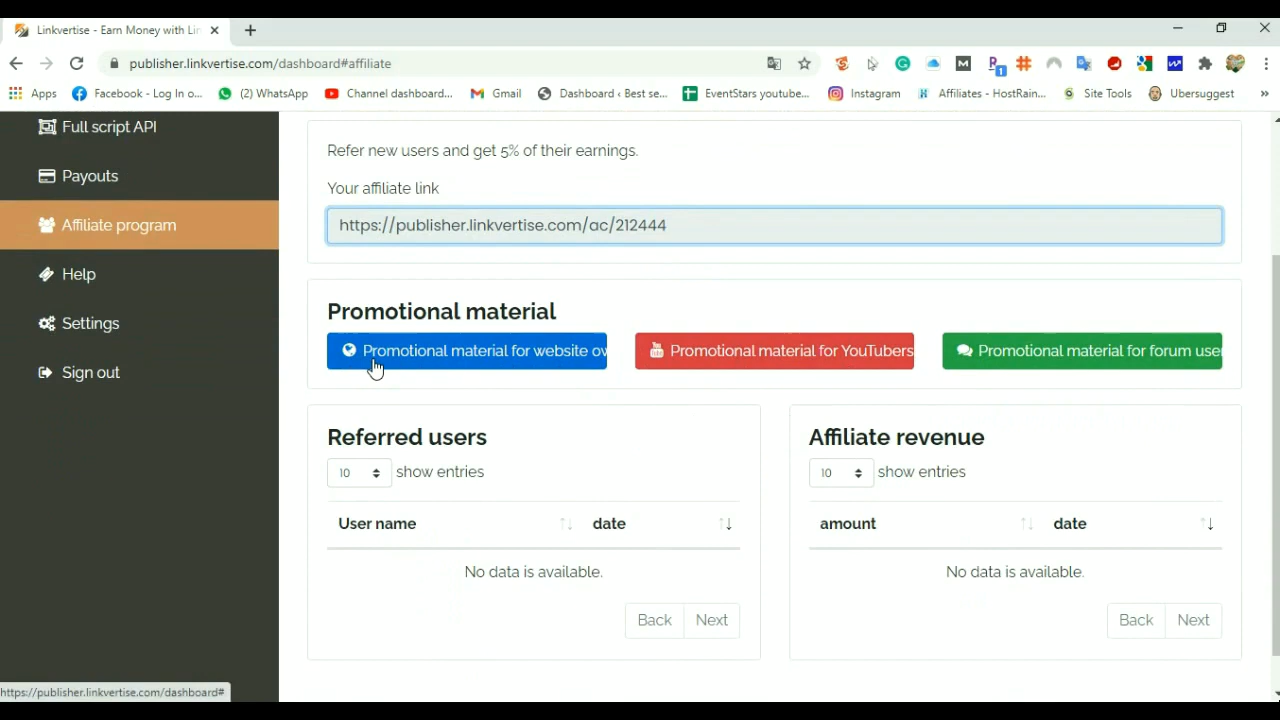 Linkvertise - Earn Money with Lin
publisher.linkvertise.com/dashboard#affiliate
Apps
Facebook - Log In o...
(2) WhatsApp
Channel dashboard...
Gmail
Dashboard ‹ Best se...
EventStars youtube...
Instagram
Affiliates - HostRain...
Site Tools
Ubersuggest
»
Full script API
Payouts
Affiliate program
Help
Settings
Sign out
Refer new users and get 5% of their earnings.
Your affiliate link
https://publisher.linkvertise.com/ac/212444
Promotional material
Promotional material for website ow
Promotional material for YouTubers
Promotional material for forum user
Referred users
10 show entries
User name date
No data is available.
Back Next
Affiliate revenue
10 show entries
amount date
No data is available.
Back Next
https://publisher.linkvertise.com/dashboard#